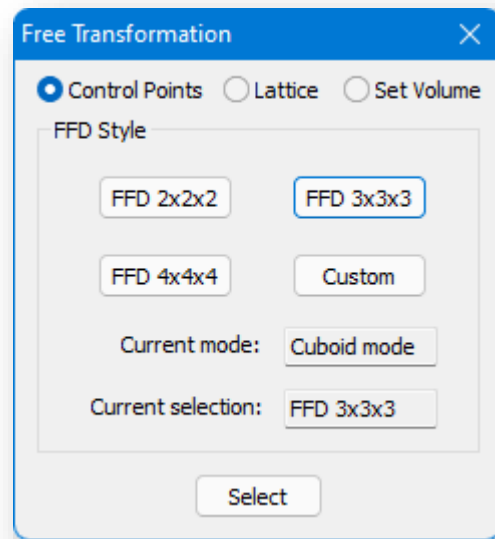 Free Transformation
Control Points Lattice Set Volume
FFD Style
FFD 2x2x2 FFD 3x3x3
FFD 4x4x4 Custom
Current mode: Cuboid mode
Current selection: FFD 3x3x3
Select